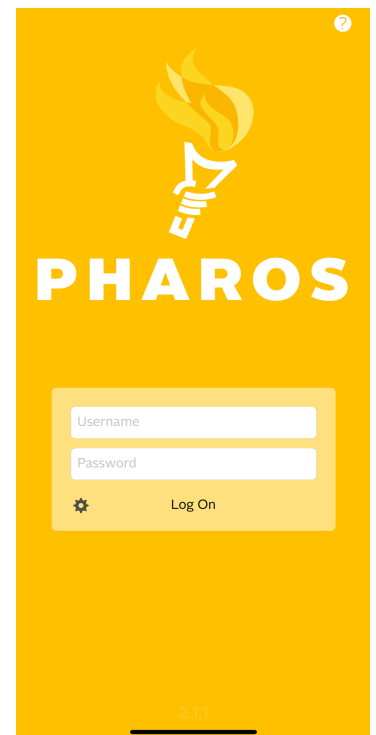 ?
PHAROS
Username
Password
Log On
2.1.1